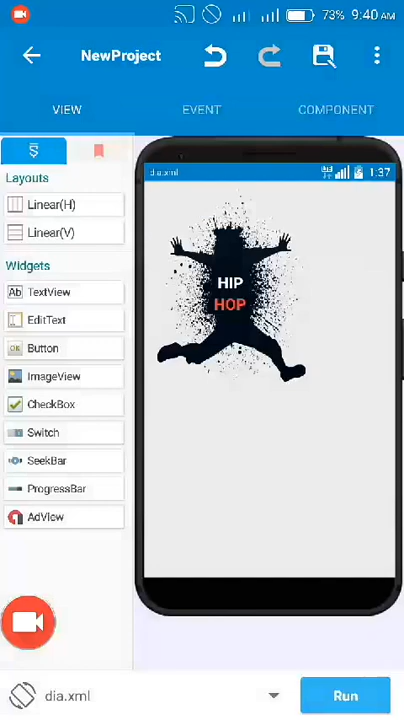 73% 9:40 AM
NewProject
VIEW EVENT COMPONENT
dia.xml 1:37
Layouts
Linear(H)
Linear(V)
Widgets
Ab TextView
EditText
OK Button
ImageView
CheckBox
Switch
SeekBar
ProgressBar
AdView
HIP
HOP
dia.xml
Run